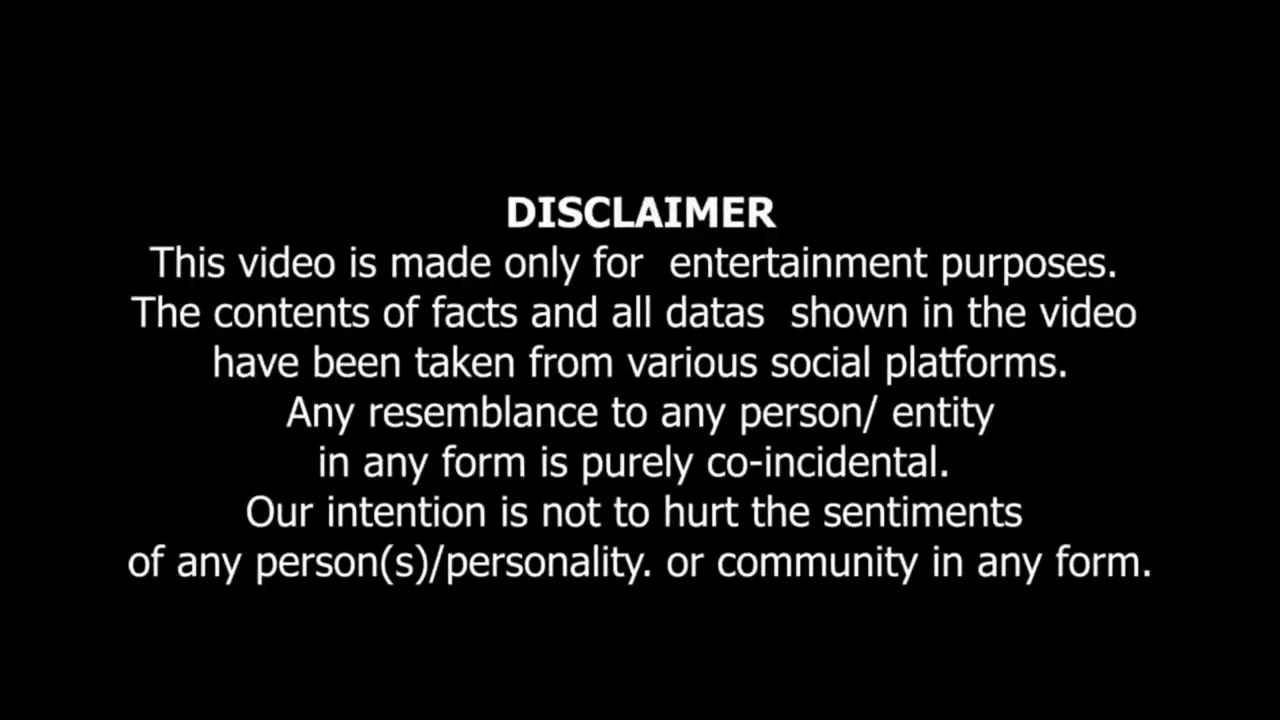 DISCLAIMER
This video is made only for  entertainment purposes.
The contents of facts and all datas  shown in the video
have been taken from various social platforms.
Any resemblance to any person/ entity
in any form is purely co-incidental.
Our intention is not to hurt the sentiments
of any person(s)/personality. or community in any form.